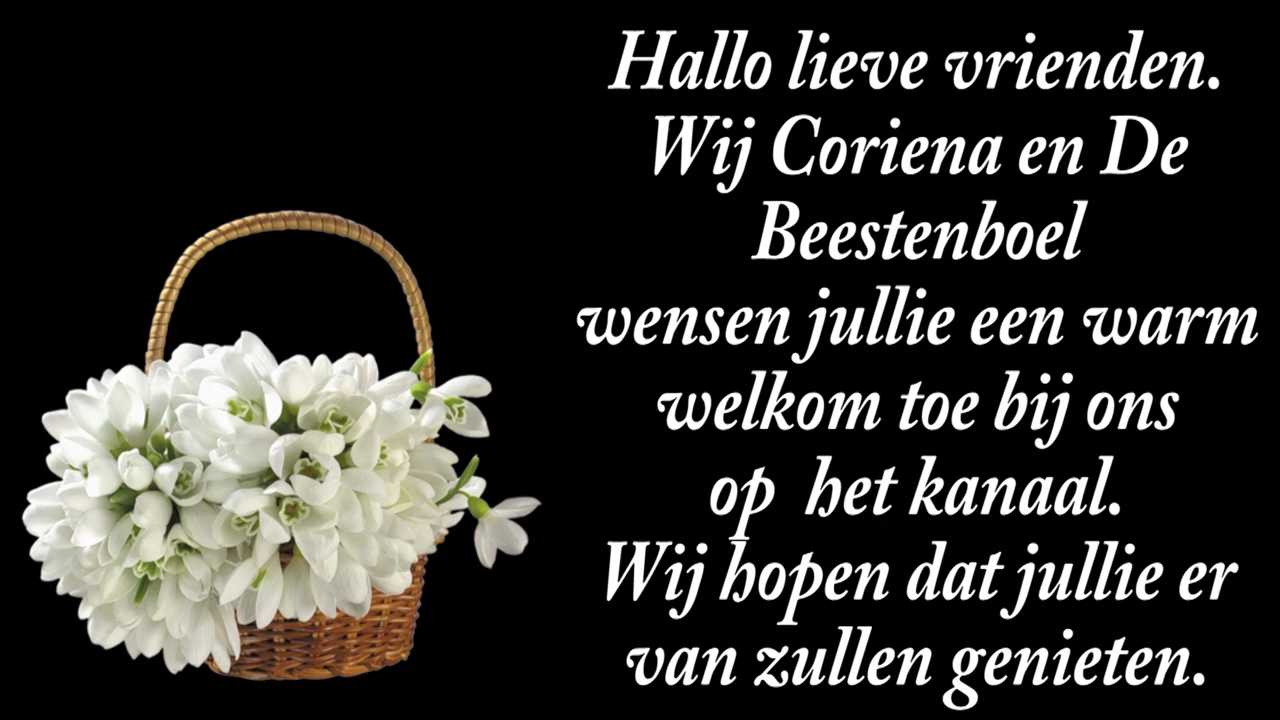 Hallo lieve vrienden.
Wij Coriena en De
Beestenboel
wensen jullie een warm
welkom toe bij ons
op  het kanaal.
Wij hopen dat jullie er
van zullen genieten.